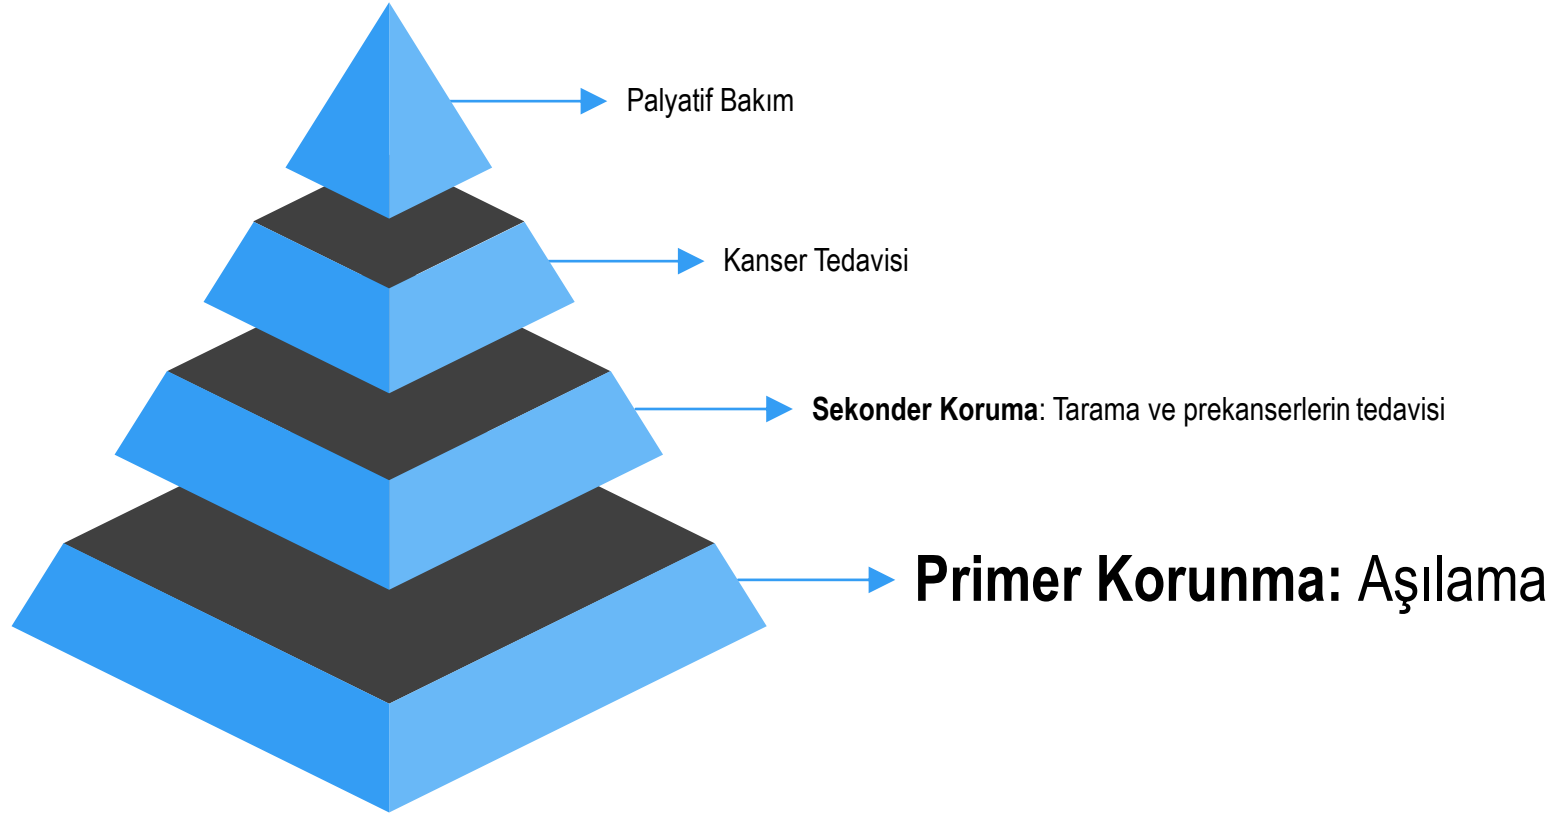 Palyatif Bakım
Kanser Tedavisi
Sekonder Koruma: Tarama ve prekanserlerin tedavisi
Primer Korunma: Aşılama